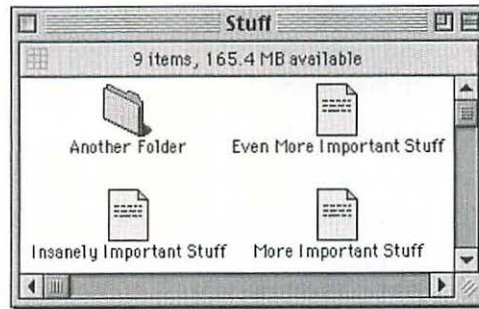 Stuff
9 items, 165.4 MB available
Another Folder
Even More Important Stuff
Insanely Important Stuff
More Important Stuff